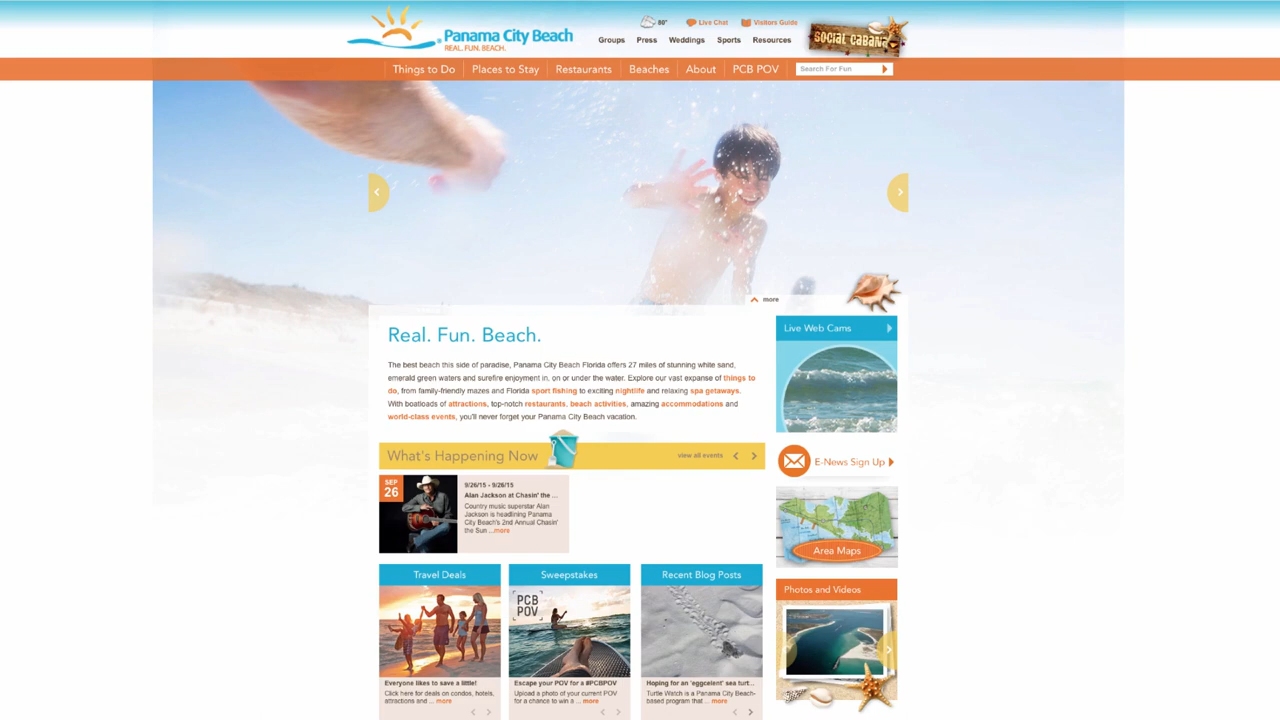 Panama City Beach
REAL. FUN. BEACH.
80°
Live Chat
Visitors Guide
Groups
Press
Weddings
Sports
Resources
SOCIAL CABANA
Things to Do
Places to Stay
Restaurants
Beaches
About
PCB POV
Search For Fun
more
Real. Fun. Beach.
The best beach this side of paradise, Panama City Beach Florida offers 27 miles of stunning white sand,
emerald green waters and surefire enjoyment in, on or under the water. Explore our vast expanse of things to
do, from family-friendly mazes and Florida sport fishing to exciting nightlife and relaxing spa getaways.
With boatloads of attractions, top-notch restaurants, beach activities, amazing accommodations and
world-class events, you'll never forget your Panama City Beach vacation.
Live Web Cams
What's Happening Now
view all events
E-News Sign Up
SEP
26
9/26/15 - 9/26/15
Alan Jackson at Chasin' the ...
Country music superstar Alan
Jackson is headlining Panama
City Beach's 2nd Annual Chasin'
the Sun ...more
Area Maps
Travel Deals
Everyone likes to save a little!
Click here for deals on condos, hotels,
attractions and ... more
Sweepstakes
PCB
POV
Escape your POV for a #PCBPOV
Upload a photo of your current POV
for a chance to win a ... more
Recent Blog Posts
Hoping for an 'eggcelent' sea turt...
Turtle Watch is a Panama City Beach-
based program that ... more
Photos and Videos